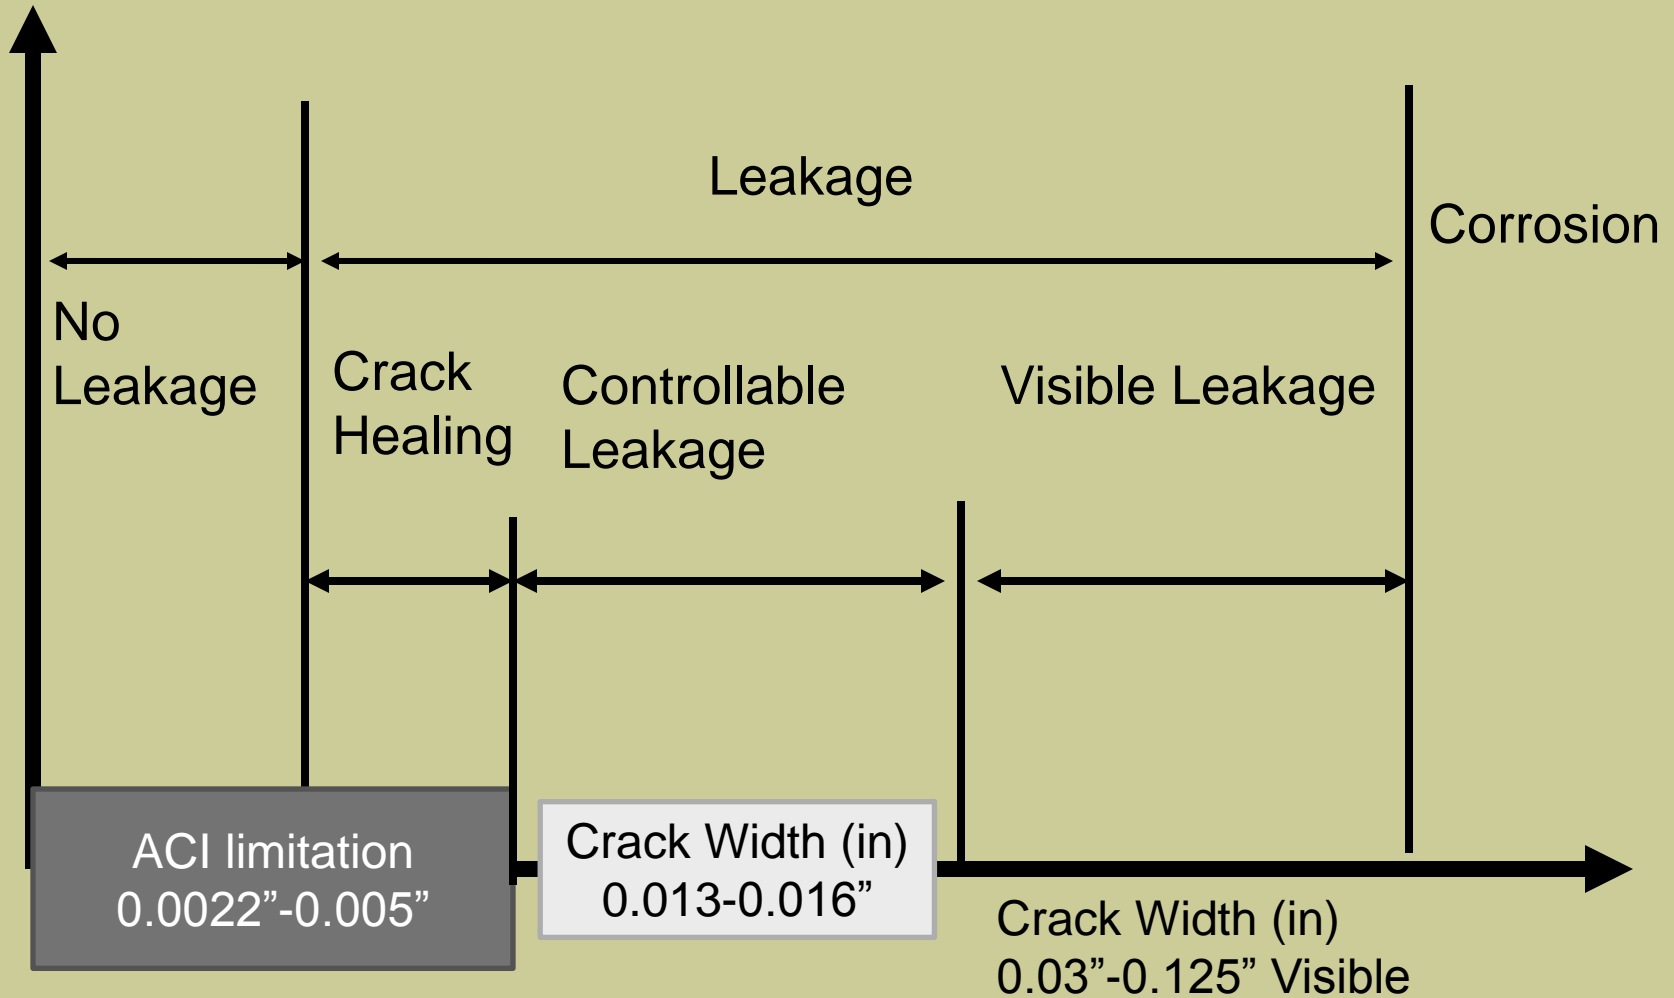 Leakage
Corrosion
No
Leakage
Crack
Healing
Controllable
Leakage
Visible Leakage
ACI limitation
0.0022”-0.005”
Crack Width (in)
0.013-0.016”
Crack Width (in)
0.03”-0.125” Visible